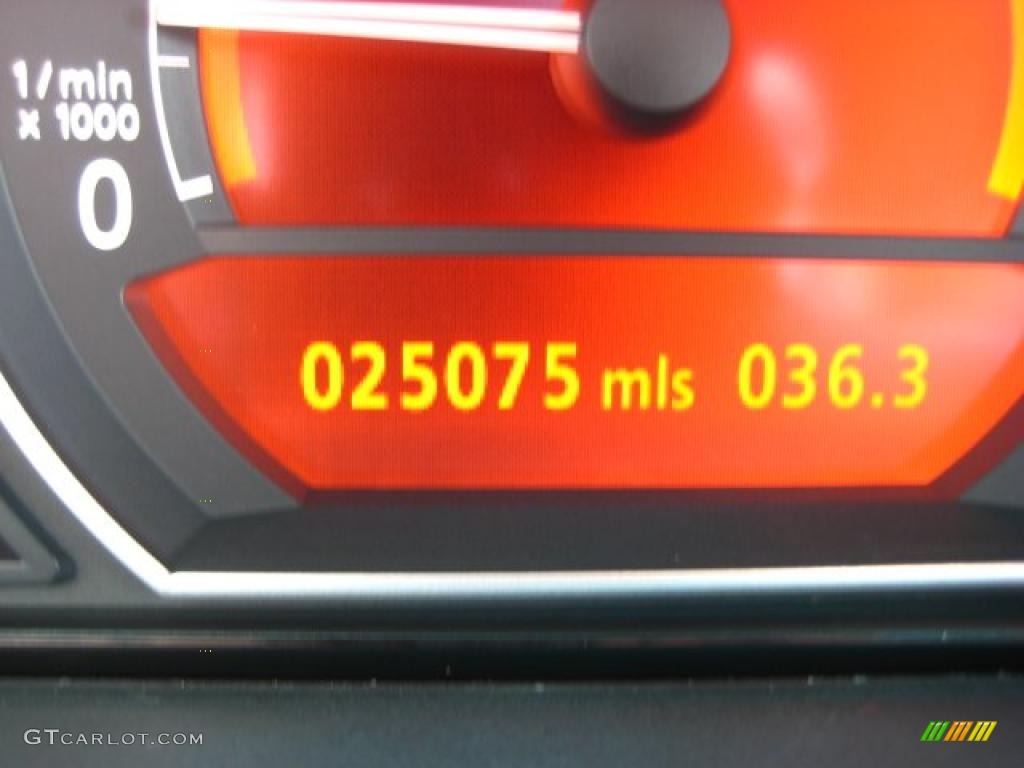 1/min
x 1000
0
025075 mls 036.3
GTCARLOT.COM